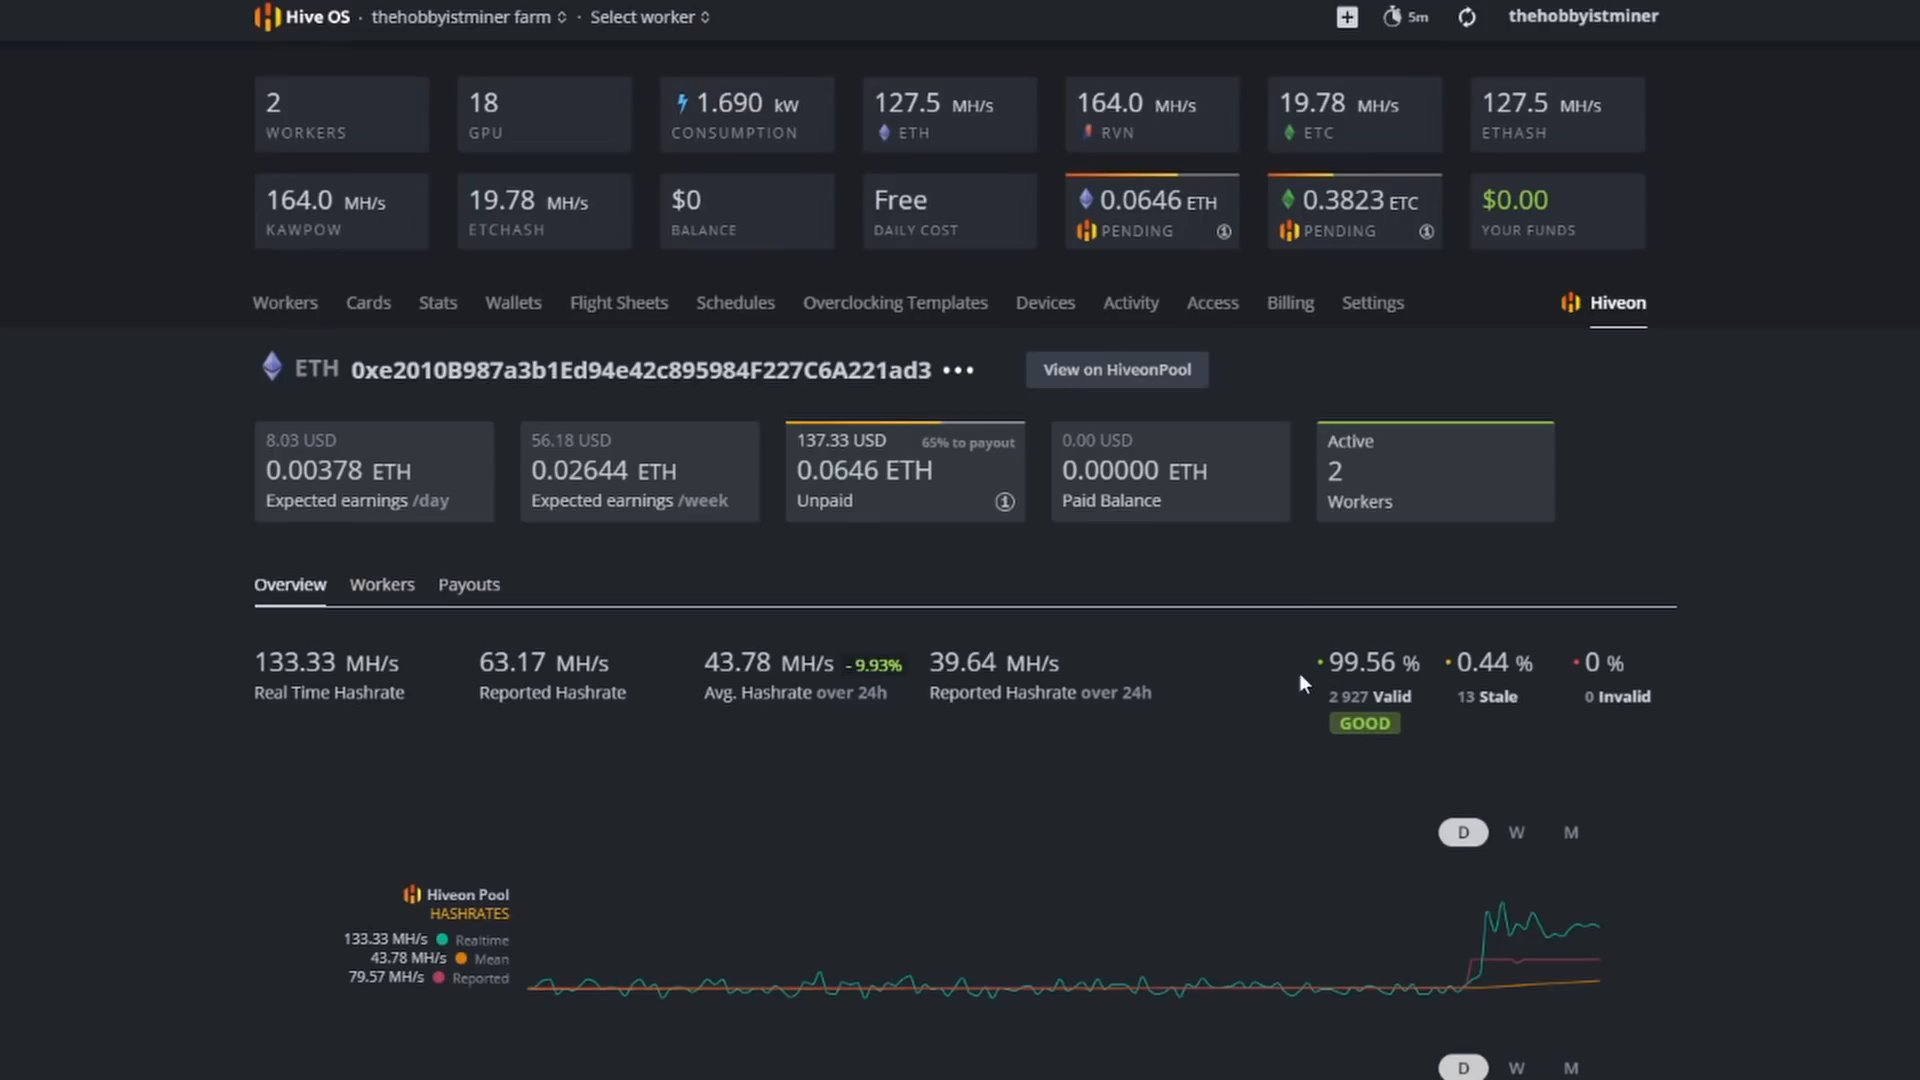 Hive OS · thehobbyistminer farm · Select worker 5m thehobbyistminer
2 WORKERS
18 GPU
1.690 kW CONSUMPTION
127.5 MH/s ETH
164.0 MH/s RVN
19.78 MH/s ETC
127.5 MH/s ETHASH
164.0 MH/s KAWPOW
19.78 MH/s ETCHASH
$0 BALANCE
Free DAILY COST
0.0646 ETH PENDING
0.3823 ETC PENDING
$0.00 YOUR FUNDS
Workers Cards Stats Wallets Flight Sheets Schedules Overclocking Templates Devices Activity Access Billing Settings Hiveon
ETH 0xe2010B987a3b1Ed94e42c895984F227C6A221ad3 ••• View on HiveonPool
8.03 USD
0.00378 ETH
Expected earnings /day
56.18 USD
0.02644 ETH
Expected earnings /week
137.33 USD 65% to payout
0.0646 ETH
Unpaid
0.00 USD
0.00000 ETH
Paid Balance
Active
2
Workers
Overview Workers Payouts
133.33 MH/s
Real Time Hashrate
63.17 MH/s
Reported Hashrate
43.78 MH/s - 9.93%
Avg. Hashrate over 24h
39.64 MH/s
Reported Hashrate over 24h
99.56 %
2 927 Valid
GOOD
0.44 %
13 Stale
0 %
0 Invalid
D W M
Hiveon Pool
HASHRATES
133.33 MH/s Realtime
43.78 MH/s Mean
79.57 MH/s Reported
D W M